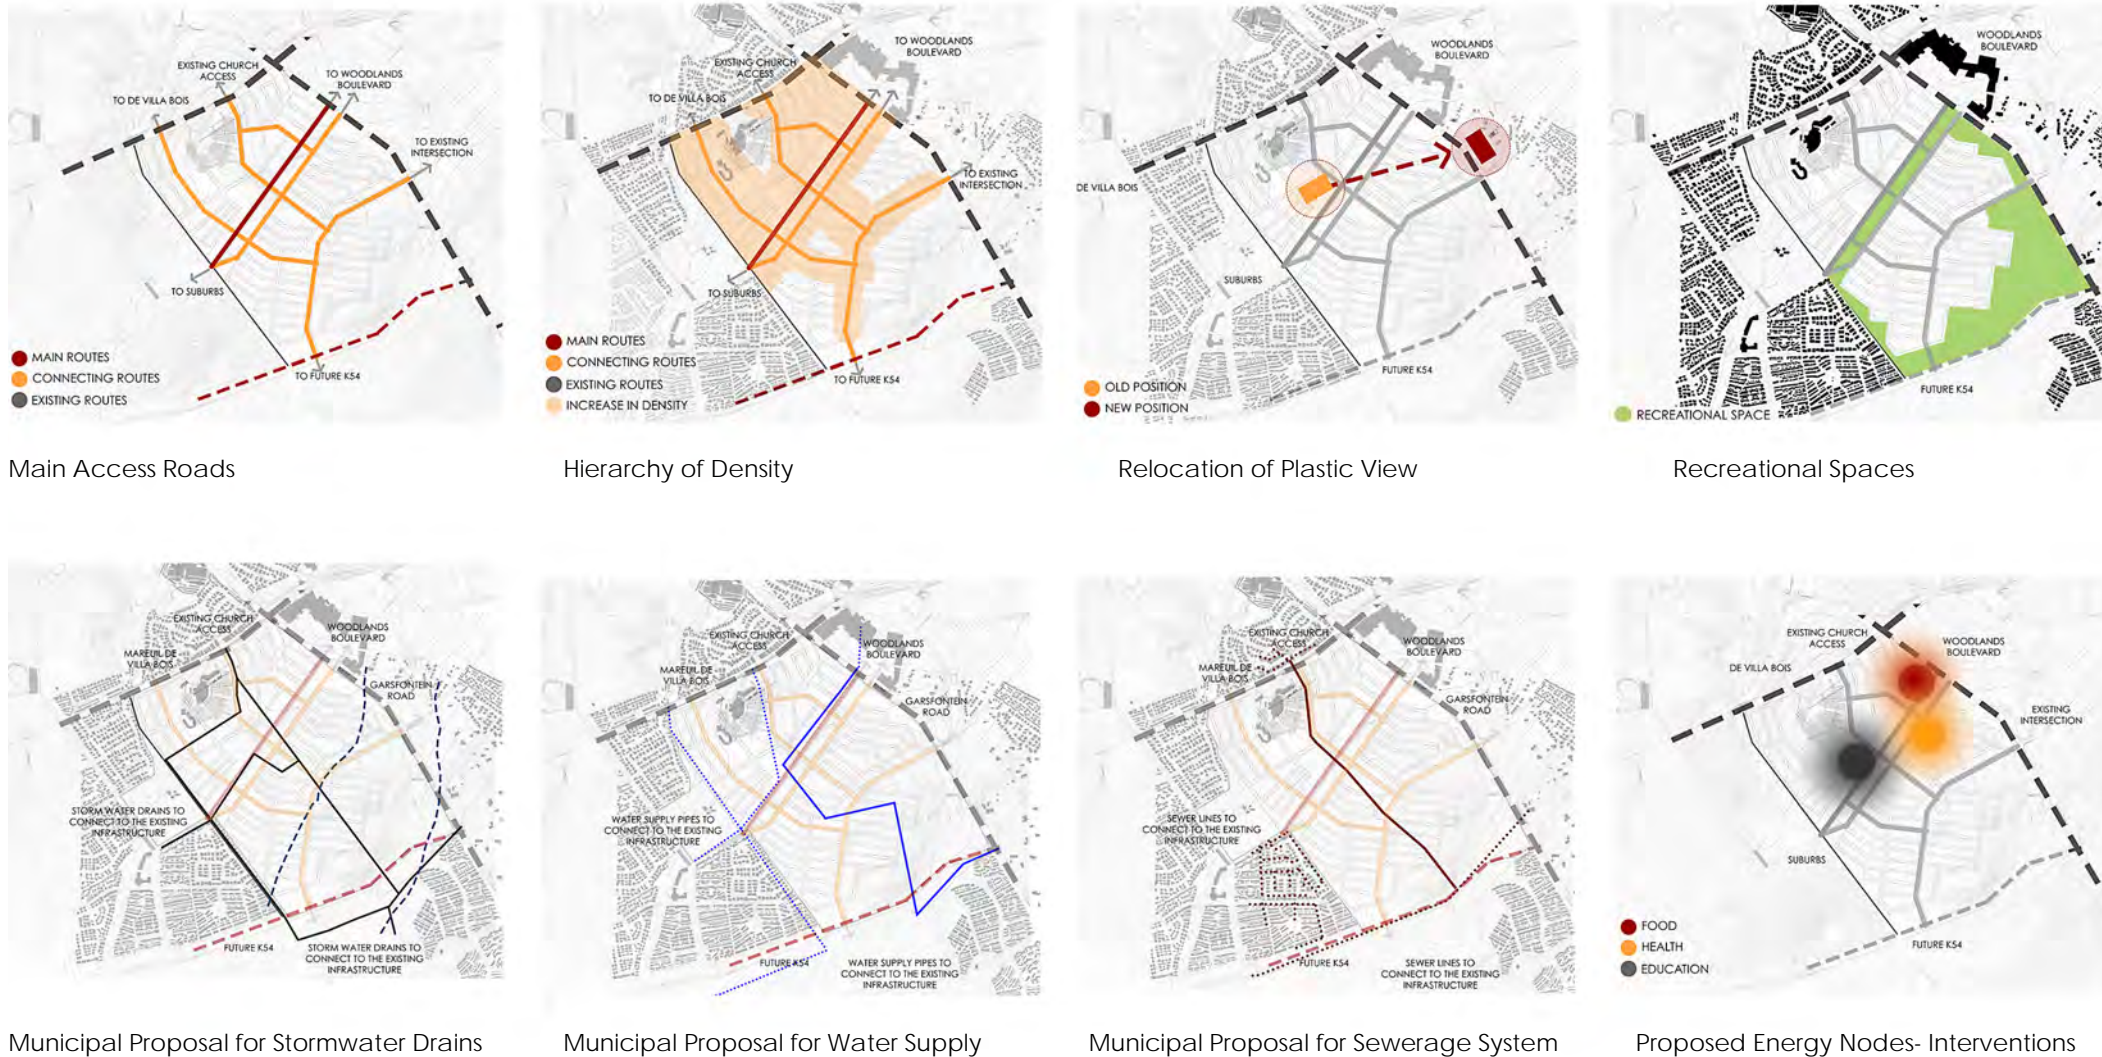 EXISTING CHURCH
ACCESS
TO WOODLANDS
BOULEVARD
TO DE VILLA BOIS
TO EXISTING
INTERSECTION
TO SUBURBS
TO FUTURE K54
MAIN ROUTES
CONNECTING ROUTES
EXISTING ROUTES
Main Access Roads
TO WOODLANDS
BOULEVARD
EXISTING CHURCH
ACCESS
TO DE VILLA BOIS
TO EXISTING
INTERSECTION
TO SUBURBS
TO FUTURE K54
MAIN ROUTES
CONNECTING ROUTES
EXISTING ROUTES
INCREASE IN DENSITY
Hierarchy of Density
WOODLANDS
BOULEVARD
DE VILLA BOIS
SUBURBS
FUTURE K54
OLD POSITION
NEW POSITION
Relocation of Plastic View
WOODLANDS
BOULEVARD
FUTURE K54
RECREATIONAL SPACE
Recreational Spaces
EXISTING CHURCH
ACCESS
WOODLANDS
BOULEVARD
MAREUIL DE
VILLA BOIS
GARSFONTEIN
ROAD
STORM WATER DRAINS TO
CONNECT TO THE EXISTING
INFRASTRUCTURE
FUTURE K54
STORM WATER DRAINS TO
CONNECT TO THE EXISTING
INFRASTRUCTURE
Municipal Proposal for Stormwater Drains
EXISTING CHURCH
ACCESS
WOODLANDS
BOULEVARD
MAREUIL DE
VILLA BOIS
GARSFONTEIN
ROAD
WATER SUPPLY PIPES TO
CONNECT TO THE EXISTING
INFRASTRUCTURE
FUTURE K54
WATER SUPPLY PIPES TO
CONNECT TO THE EXISTING
INFRASTRUCTURE
Municipal Proposal for Water Supply
EXISTING CHURCH
ACCESS
WOODLANDS
BOULEVARD
MAREUIL DE
VILLA BOIS
GARSFONTEIN
ROAD
SEWER LINES TO
CONNECT TO THE EXISTING
INFRASTRUCTURE
FUTURE K54
SEWER LINES TO
CONNECT TO THE EXISTING
INFRASTRUCTURE
Municipal Proposal for Sewerage System
EXISTING CHURCH
ACCESS
WOODLANDS
BOULEVARD
DE VILLA BOIS
EXISTING
INTERSECTION
SUBURBS
FUTURE K54
FOOD
HEALTH
EDUCATION
Proposed Energy Nodes- Interventions